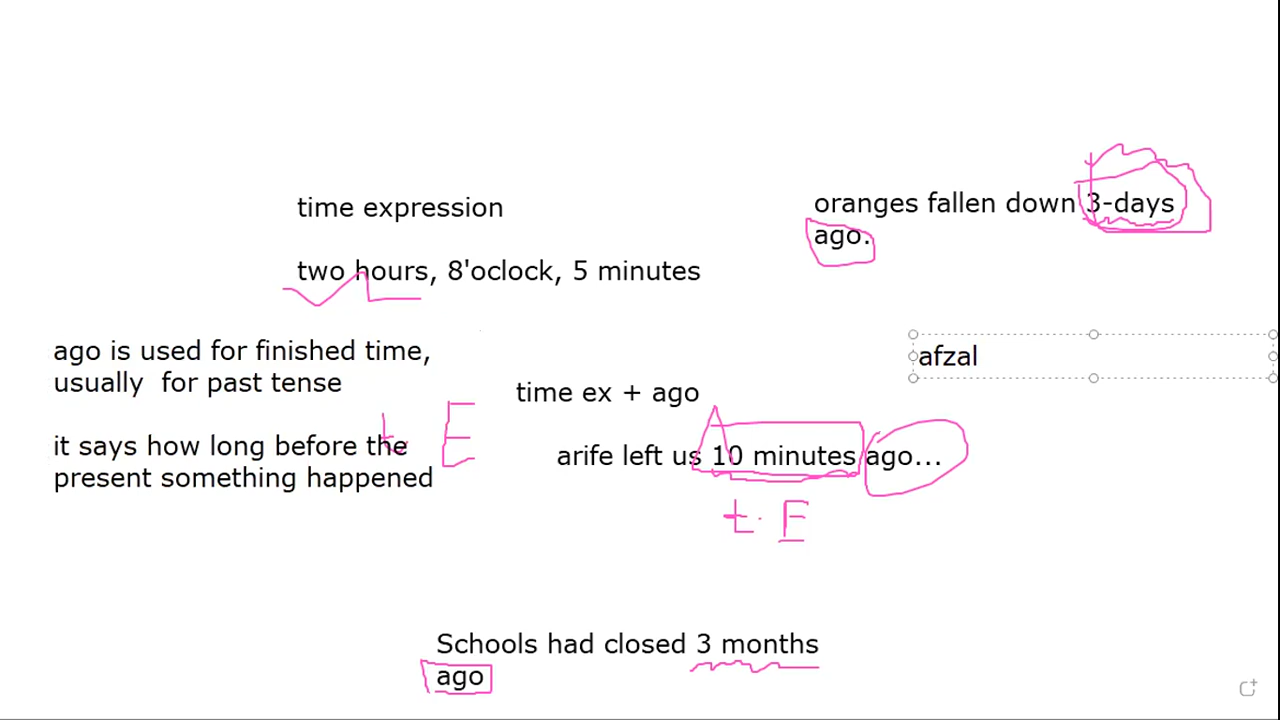 time expression
two hours, 8'oclock, 5 minutes
oranges fallen down 3-days
ago.
ago is used for finished time,
usually  for past tense
it says how long before the
present something happened
t. E
time ex + ago
arife left us 10 minutes ago...
t. E
afzal
Schools had closed 3 months
ago